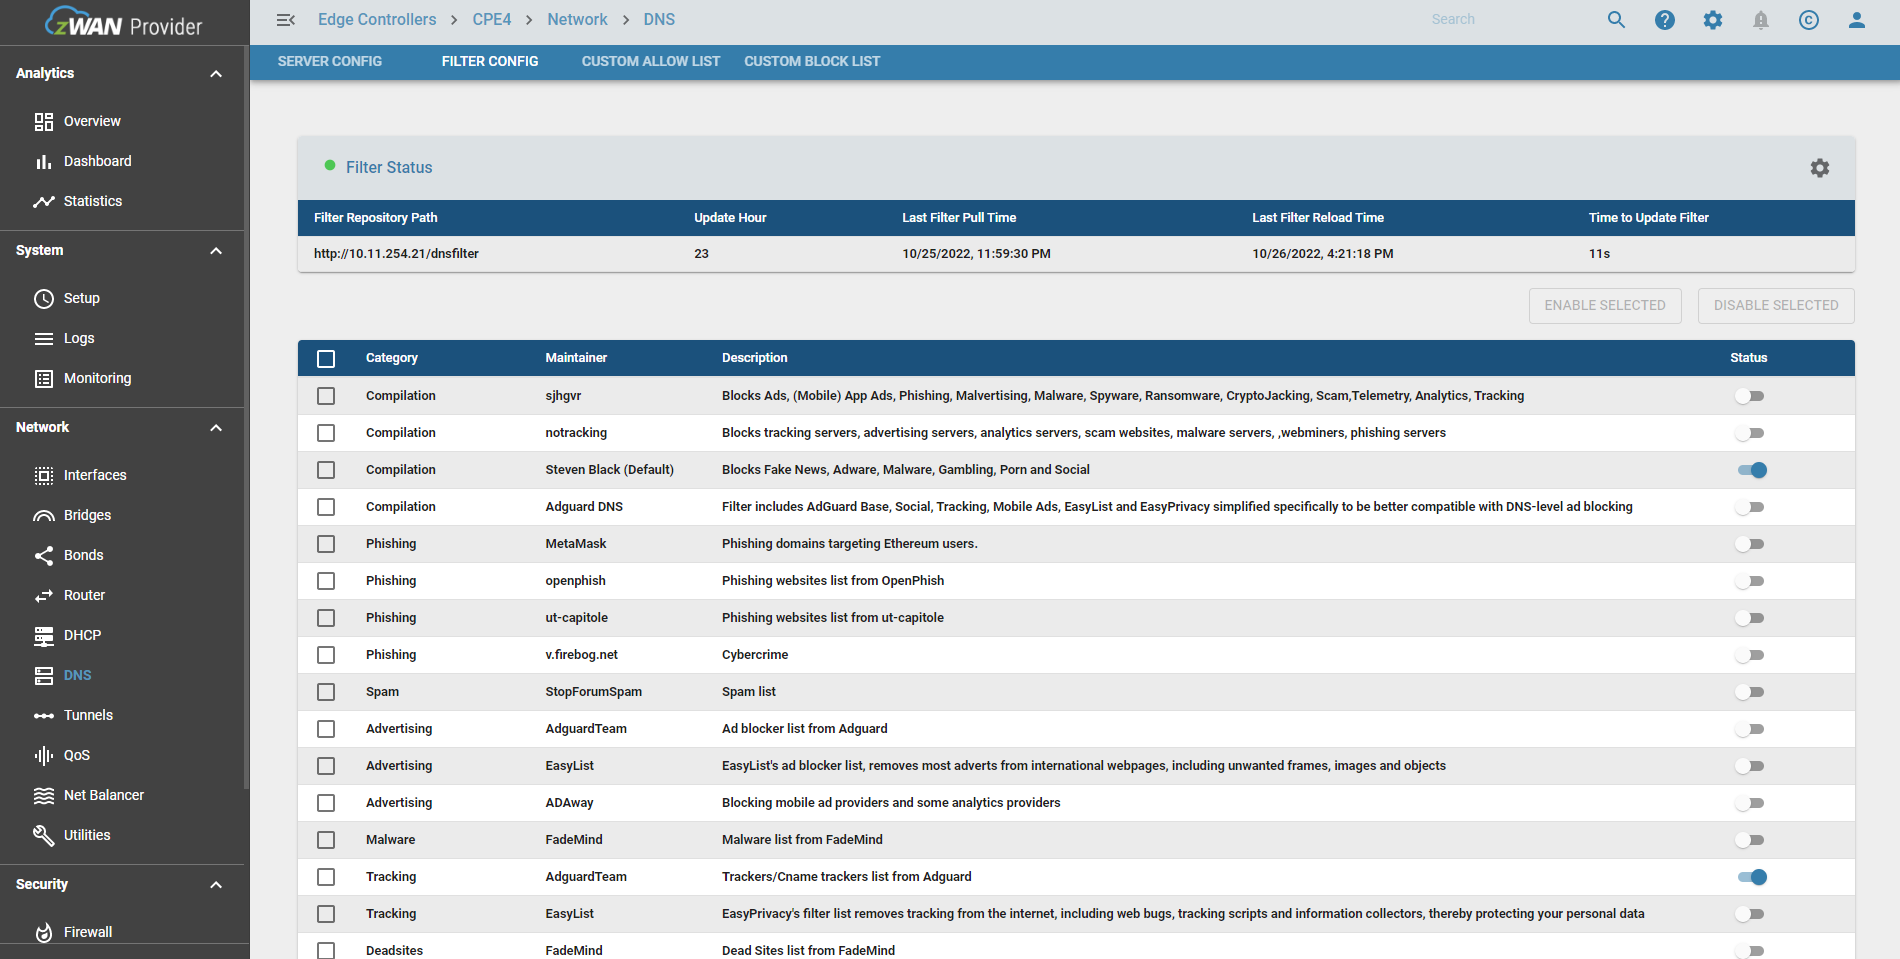 zWAN Provider
Edge Controllers > CPE4 > Network > DNS
Search
SERVER CONFIG FILTER CONFIG CUSTOM ALLOW LIST CUSTOM BLOCK LIST
Analytics
Overview
Dashboard
Statistics
System
Setup
Logs
Monitoring
Network
Interfaces
Bridges
Bonds
Router
DHCP
DNS
Tunnels
QoS
Net Balancer
Utilities
Security
Firewall
Filter Status
Filter Repository Path Update Hour Last Filter Pull Time Last Filter Reload Time Time to Update Filter
http://10.11.254.21/dnsfilter 23 10/25/2022, 11:59:30 PM 10/26/2022, 4:21:18 PM 11s
ENABLE SELECTED DISABLE SELECTED
Category Maintainer Description Status
Compilation sjhgvr Blocks Ads, (Mobile) App Ads, Phishing, Malvertising, Malware, Spyware, Ransomware, CryptoJacking, Scam,Telemetry, Analytics, Tracking
Compilation notracking Blocks tracking servers, advertising servers, analytics servers, scam websites, malware servers, ,webminers, phishing servers
Compilation Steven Black (Default) Blocks Fake News, Adware, Malware, Gambling, Porn and Social
Compilation Adguard DNS Filter includes AdGuard Base, Social, Tracking, Mobile Ads, EasyList and EasyPrivacy simplified specifically to be better compatible with DNS-level ad blocking
Phishing MetaMask Phishing domains targeting Ethereum users.
Phishing openphish Phishing websites list from OpenPhish
Phishing ut-capitole Phishing websites list from ut-capitole
Phishing v.firebog.net Cybercrime
Spam StopForumSpam Spam list
Advertising AdguardTeam Ad blocker list from Adguard
Advertising EasyList EasyList's ad blocker list, removes most adverts from international webpages, including unwanted frames, images and objects
Advertising ADAway Blocking mobile ad providers and some analytics providers
Malware FadeMind Malware list from FadeMind
Tracking AdguardTeam Trackers/Cname trackers list from Adguard
Tracking EasyList EasyPrivacy's filter list removes tracking from the internet, including web bugs, tracking scripts and information collectors, thereby protecting your personal data
Deadsites FadeMind Dead Sites list from FadeMind